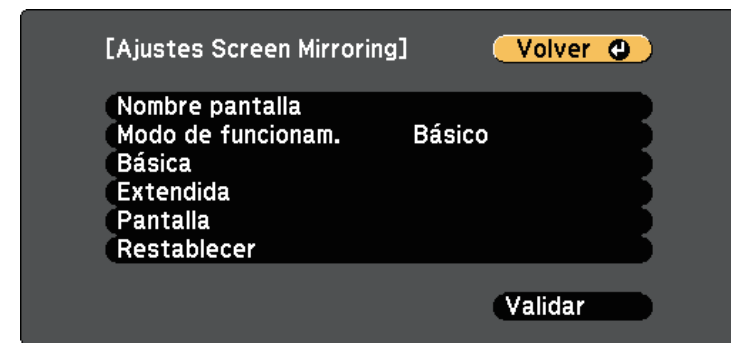 [Ajustes Screen Mirroring] Volver
Nombre pantalla
Modo de funcionam. Básico
Básica
Extendida
Pantalla
Restablecer
Validar